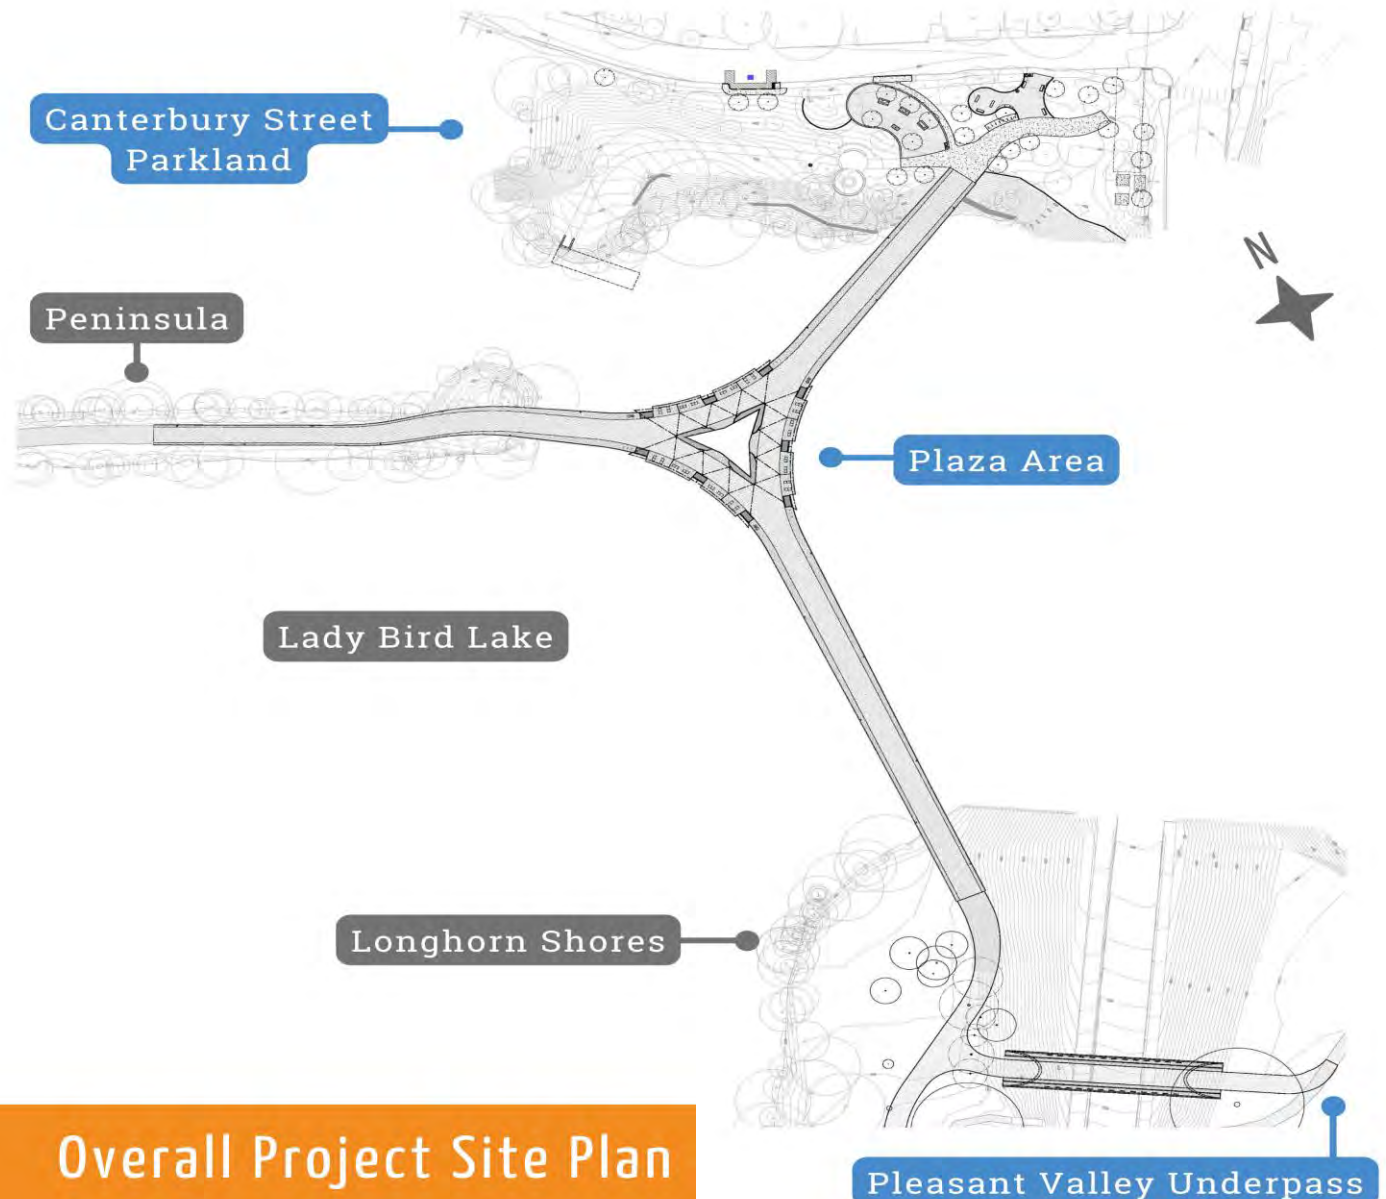 Canterbury Street
Parkland
N
Peninsula
Plaza Area
Lady Bird Lake
Longhorn Shores
Overall Project Site Plan
Pleasant Valley Underpass